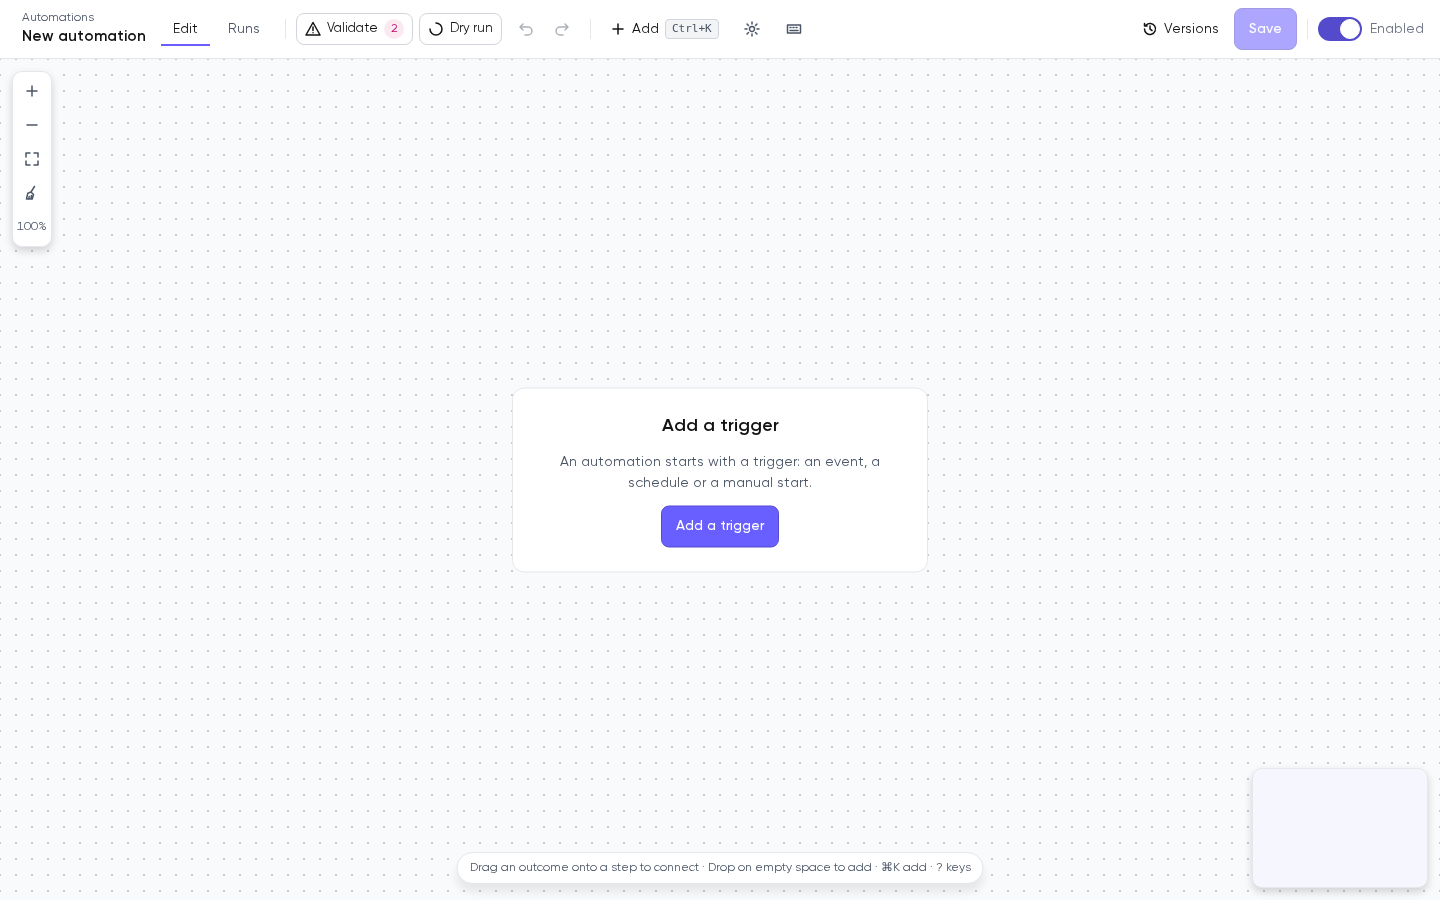 Automations
New automation
Edit
Runs
Validate 2
Dry run
Add Ctrl+K
Versions
Save
Enabled
100%
Add a trigger
An automation starts with a trigger: an event, a
schedule or a manual start.
Add a trigger
Drag an outcome onto a step to connect · Drop on empty space to add · ⌘K add · ? keys